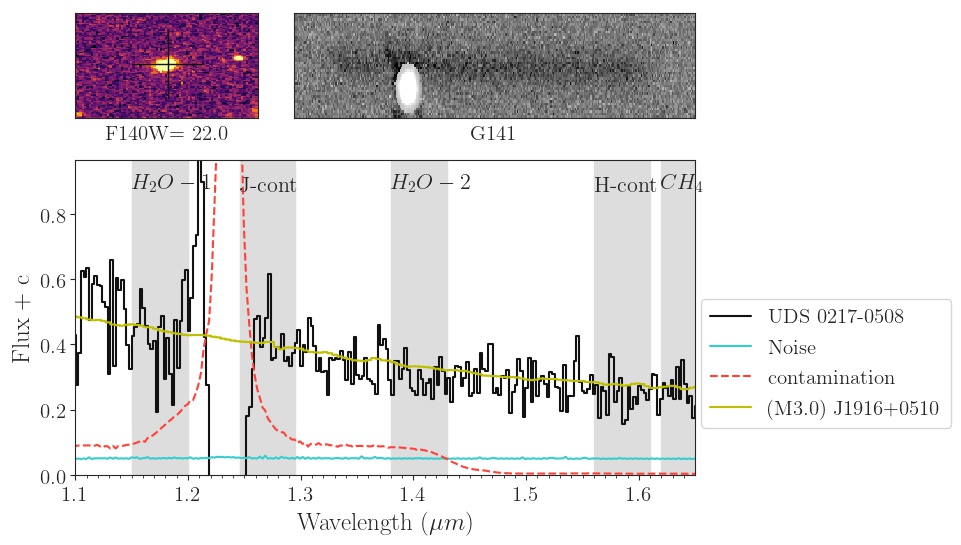 F140W= 22.0
G141
H₂O − 1
J-cont
H₂O − 2
H-cont
CH₄
Flux + c
0.8
0.6
0.4
0.2
0.0
1.1
1.2
1.3
1.4
1.5
1.6
Wavelength (μm)
UDS 0217-0508
Noise
contamination
(M3.0) J1916+0510